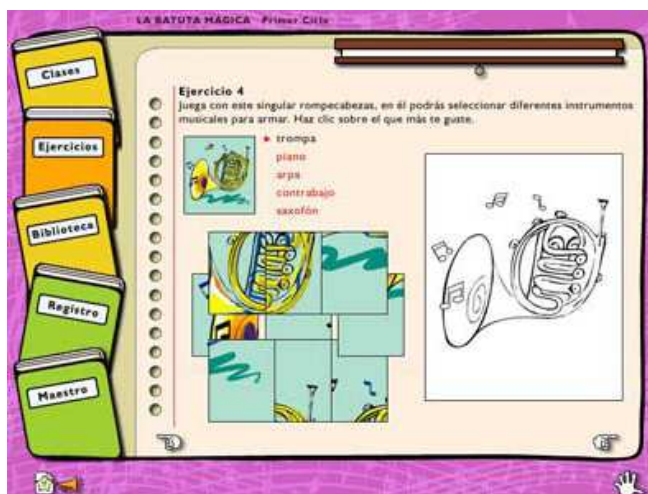 LA BATUTA MÁGICA Primer Ciclo
Clases
Ejercicios
Biblioteca
Registro
Maestro
Ejercicio 4
Juega con este singular rompecabezas, en él podrás seleccionar diferentes instrumentos
musicales para armar. Haz clic sobre el que más te guste.
trompa
piano
arpa
contrabajo
saxofón